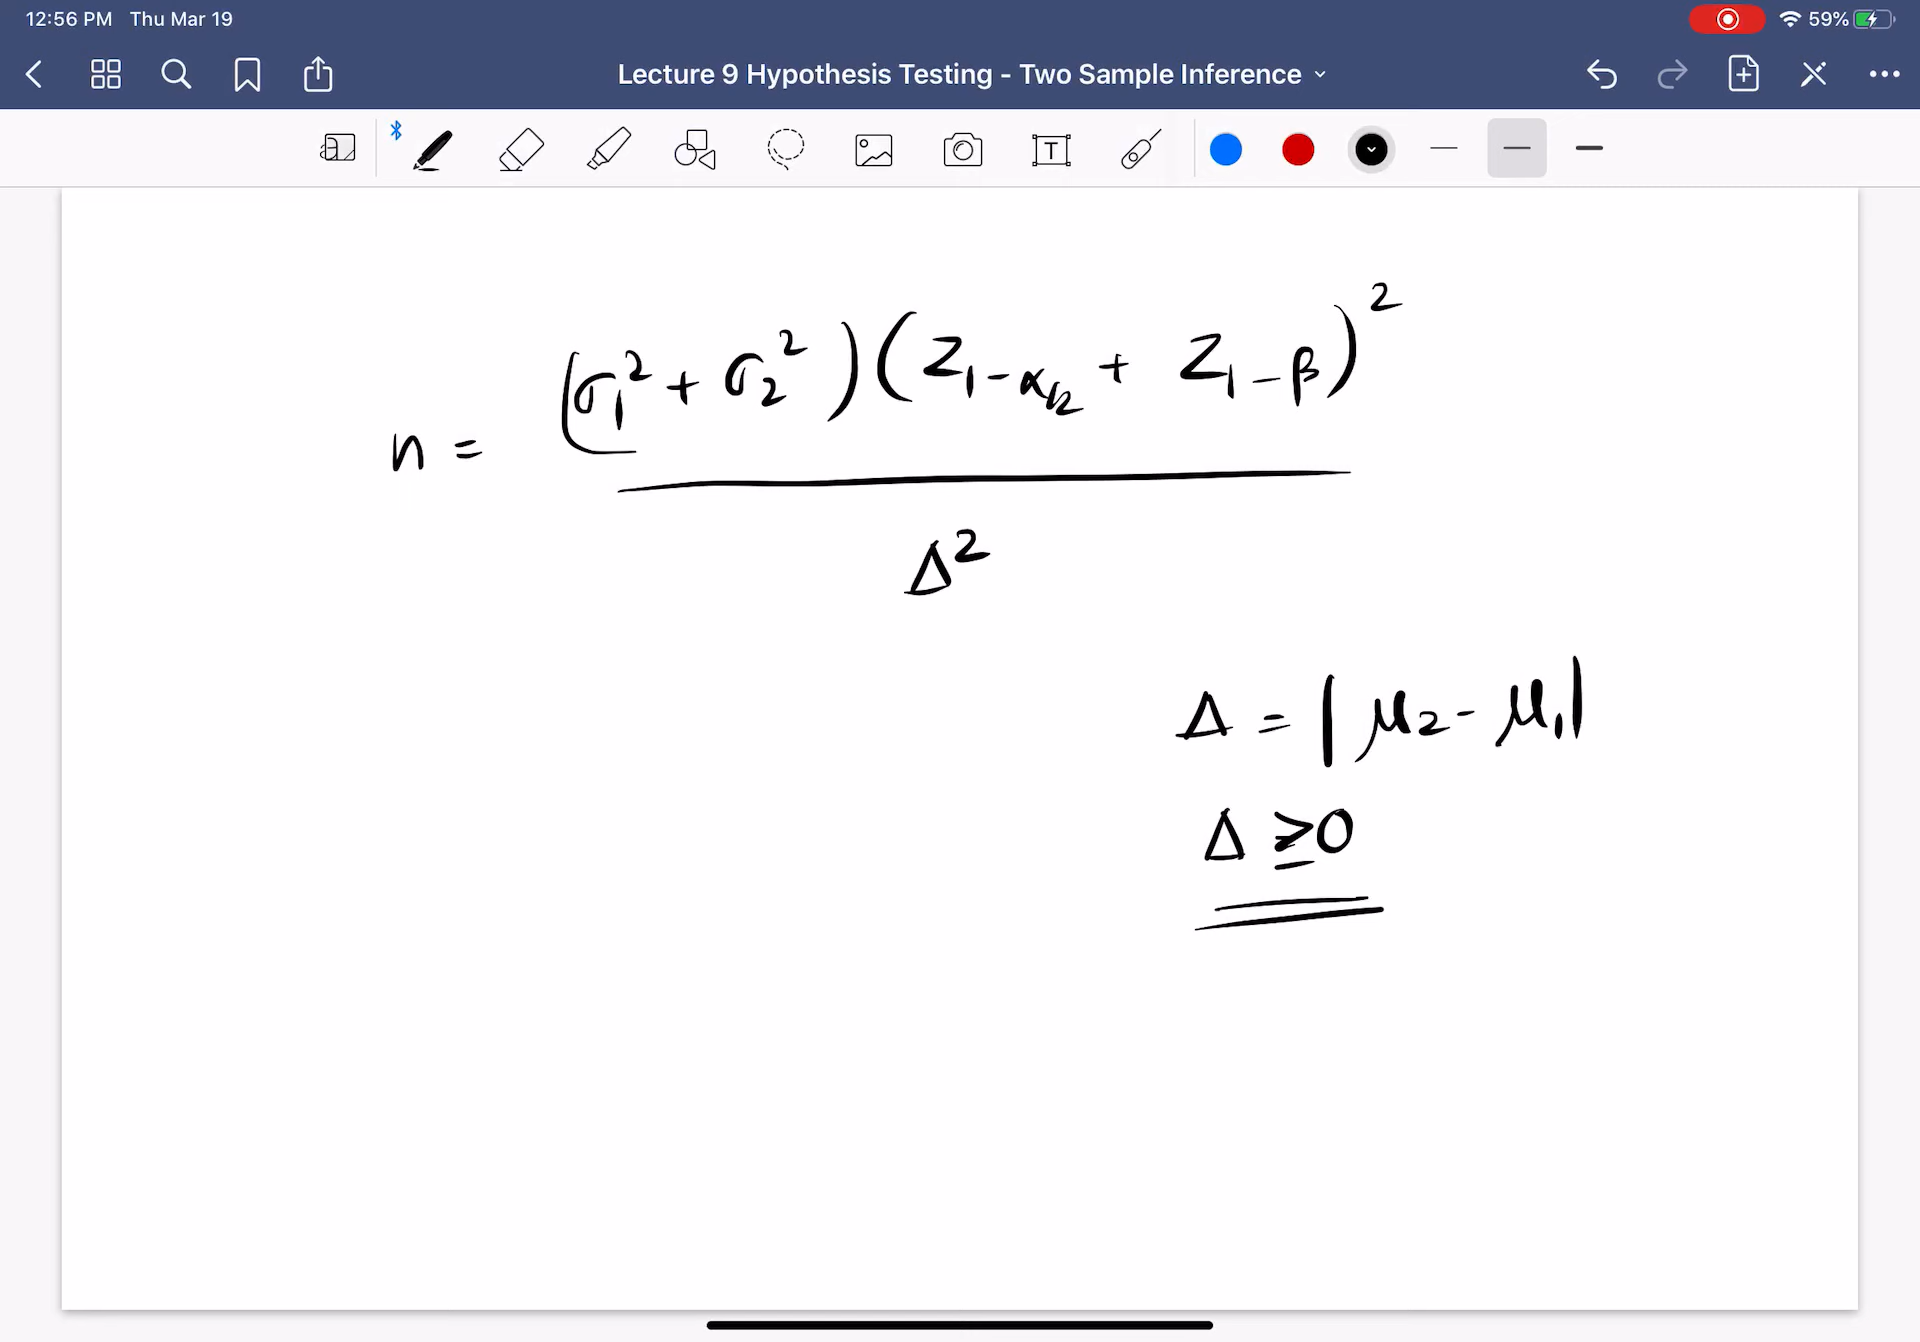 12:56 PM Thu Mar 19
59%
Lecture 9 Hypothesis Testing - Two Sample Inference
T
n = (σ₁² + σ₂²)(Z₁₋α/₂ + Z₁₋β)²
Δ²
Δ = |μ₂ - μ₁|
Δ ≥ 0